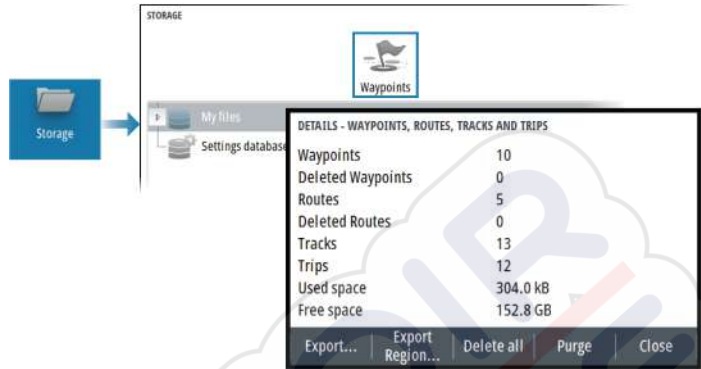 STORAGE
Waypoints
Storage
My files
Settings database
DETAILS - WAYPOINTS, ROUTES, TRACKS AND TRIPS
Waypoints 10
Deleted Waypoints 0
Routes 5
Deleted Routes 0
Tracks 13
Trips 12
Used space 304.0 kB
Free space 152.8 GB
Export... Export Region... Delete all Purge Close